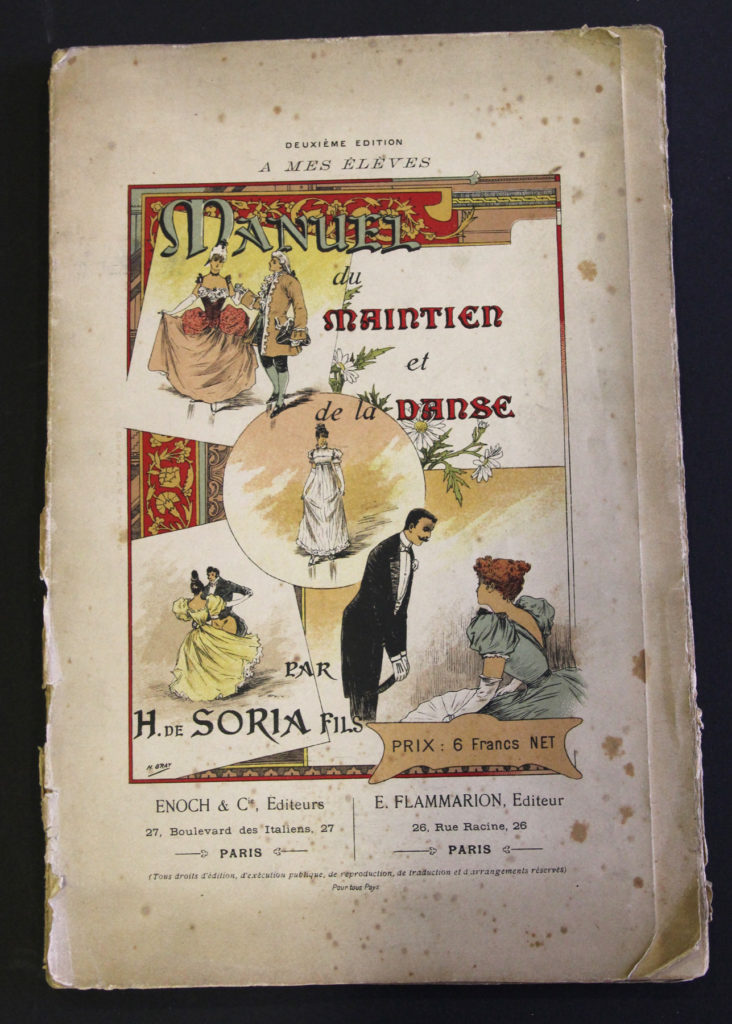 DEUXIÈME EDITION
A MES ÉLÈVES
MANUEL
du
MAINTIEN
et
de la DANSE
PAR
H. DE SORIA FILS
H. GRAY
PRIX : 6 Francs NET
ENOCH & Cie, Editeurs
27, Boulevard des Italiens, 27
PARIS
E. FLAMMARION, Editeur
26, Rue Racine, 26
PARIS
(Tous droits d'édition, d'exécution publique, de reproduction, de traduction et d'arrangements réservés)
Pour tous Pays